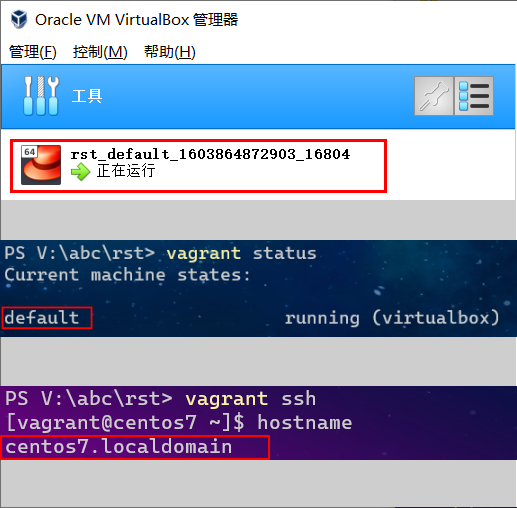 Oracle VM VirtualBox 管理器
管理(F) 控制(M) 帮助(H)
工具
64 rst_default_1603864872903_16804
正在运行
PS V:\abc\rst> vagrant status
Current machine states:
default running (virtualbox)
PS V:\abc\rst> vagrant ssh
[vagrant@centos7 ~]$ hostname
centos7.localdomain